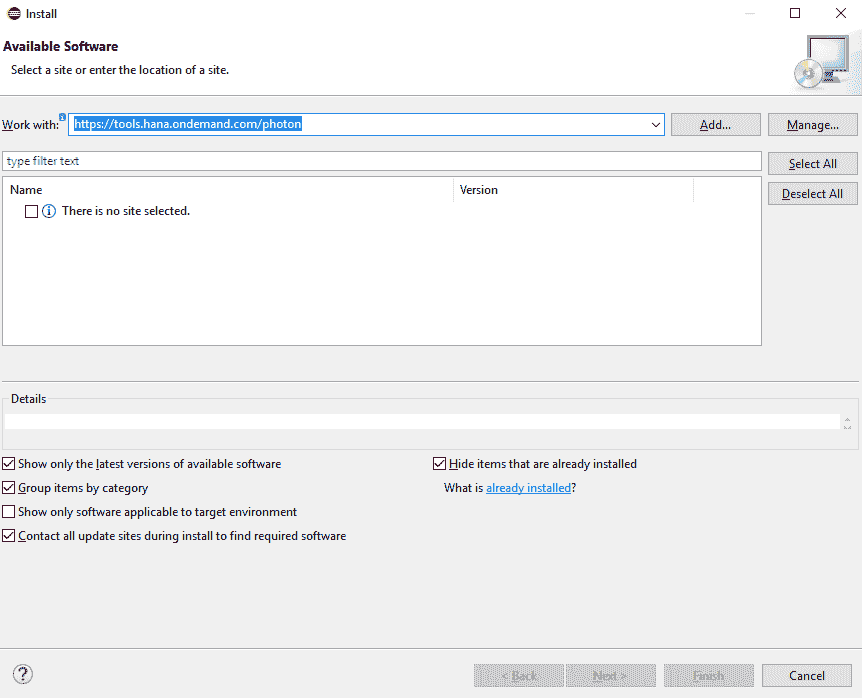 Install
Available Software
Select a site or enter the location of a site.
Work with: https://tools.hana.ondemand.com/photon Add... Manage...
type filter text Select All
Name Version
Deselect All
There is no site selected.
Details
Show only the latest versions of available software Hide items that are already installed
Group items by category What is already installed?
Show only software applicable to target environment
Contact all update sites during install to find required software
? < Back Next > Finish Cancel